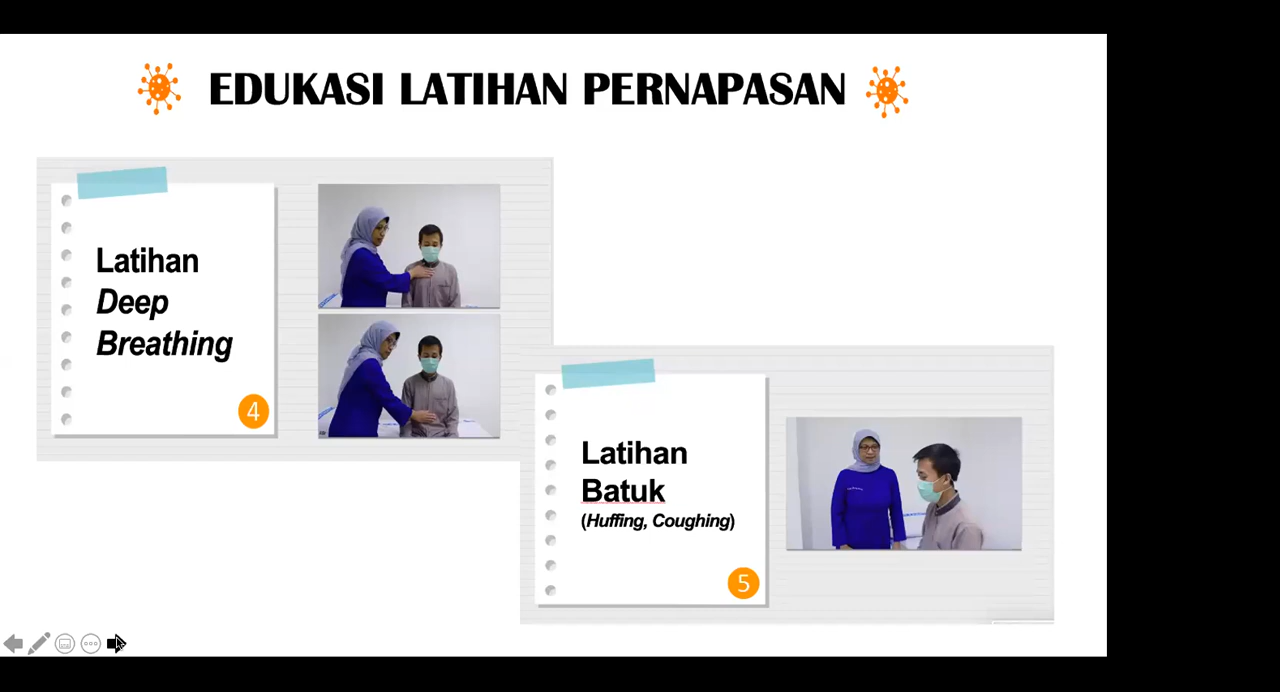 EDUKASI LATIHAN PERNAPASAN
Latihan
Deep
Breathing
4
Latihan
Batuk
(Huffing, Coughing)
5